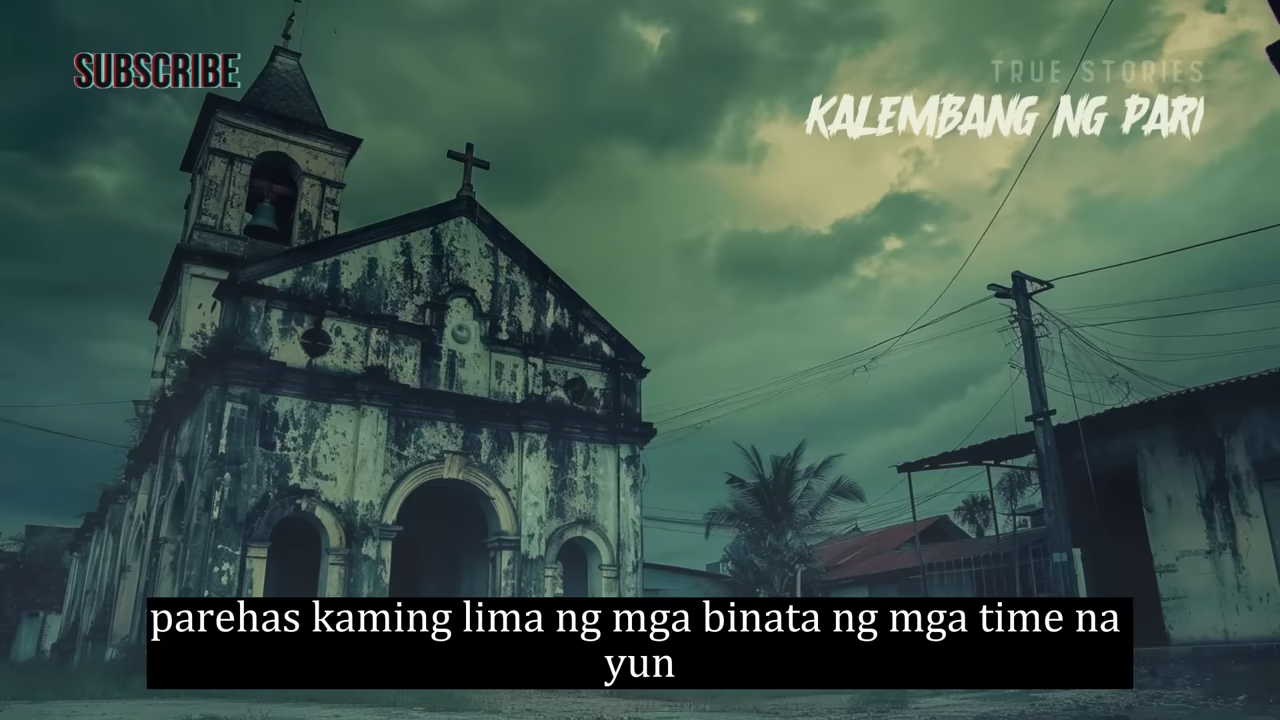 SUBSCRIBE
TRUE STORIES
KALEMBANG NG PARI
parehas kaming lima ng mga binata ng mga time na
yun